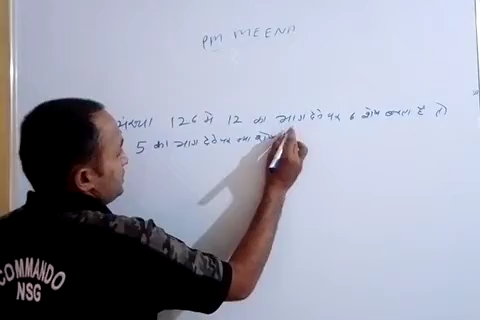 PM MEENA
संख्या 126 मे 12 का भाग देने पर 6 शेष बचता है तो
5 का भाग देने पर क्या
COMMANDO
NSG